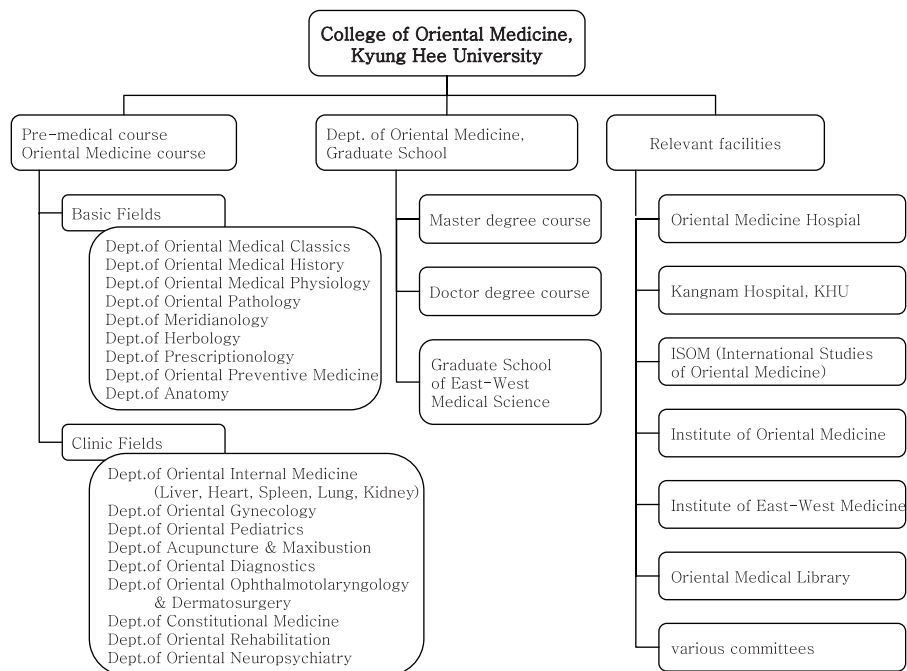 College of Oriental Medicine,
Kyung Hee University
Pre-medical course
Oriental Medicine course
Basic Fields
Dept.of Oriental Medical Classics
Dept.of Oriental Medical History
Dept.of Oriental Medical Physiology
Dept.of Oriental Pathology
Dept.of Meridianology
Dept.of Herbology
Dept.of Prescriptionology
Dept.of Oriental Preventive Medicine
Dept.of Anatomy
Clinic Fields
Dept.of Oriental Internal Medicine
(Liver, Heart, Spleen, Lung, Kidney)
Dept.of Oriental Gynecology
Dept.of Oriental Pediatrics
Dept.of Acupuncture & Maxibustion
Dept.of Oriental Diagnostics
Dept.of Oriental Ophthalmotolaryngology
& Dermatosurgery
Dept.of Constitutional Medicine
Dept.of Oriental Rehabilitation
Dept.of Oriental Neuropsychiatry
Dept. of Oriental Medicine,
Graduate School
Master degree course
Doctor degree course
Graduate School
of East-West
Medical Science
Relevant facilities
Oriental Medicine Hospial
Kangnam Hospital, KHU
ISOM (International Studies
of Oriental Medicine)
Institute of Oriental Medicine
Institute of East-West Medicine
Oriental Medical Library
various committees